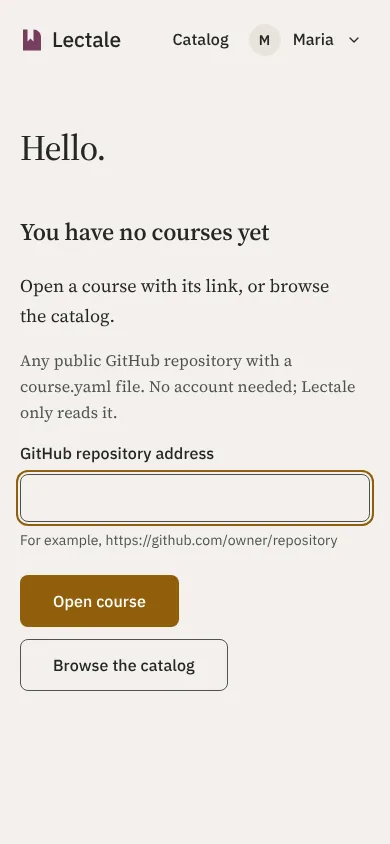 Lectale
Catalog
M
Maria
Hello.
You have no courses yet
Open a course with its link, or browse
the catalog.
Any public GitHub repository with a
course.yaml file. No account needed; Lectale
only reads it.
GitHub repository address
For example, https://github.com/owner/repository
Open course
Browse the catalog